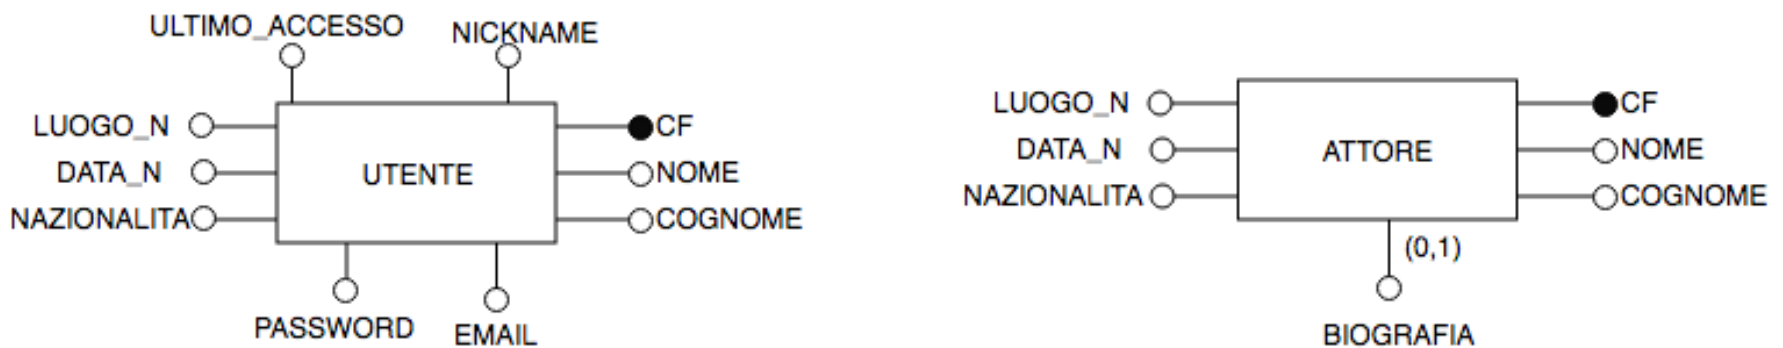 ULTIMO_ACCESSO
NICKNAME
LUOGO_N
CF
DATA_N
UTENTE
NOME
NAZIONALITA
COGNOME
PASSWORD
EMAIL
LUOGO_N
CF
DATA_N
ATTORE
NOME
NAZIONALITA
COGNOME
(0,1)
BIOGRAFIA